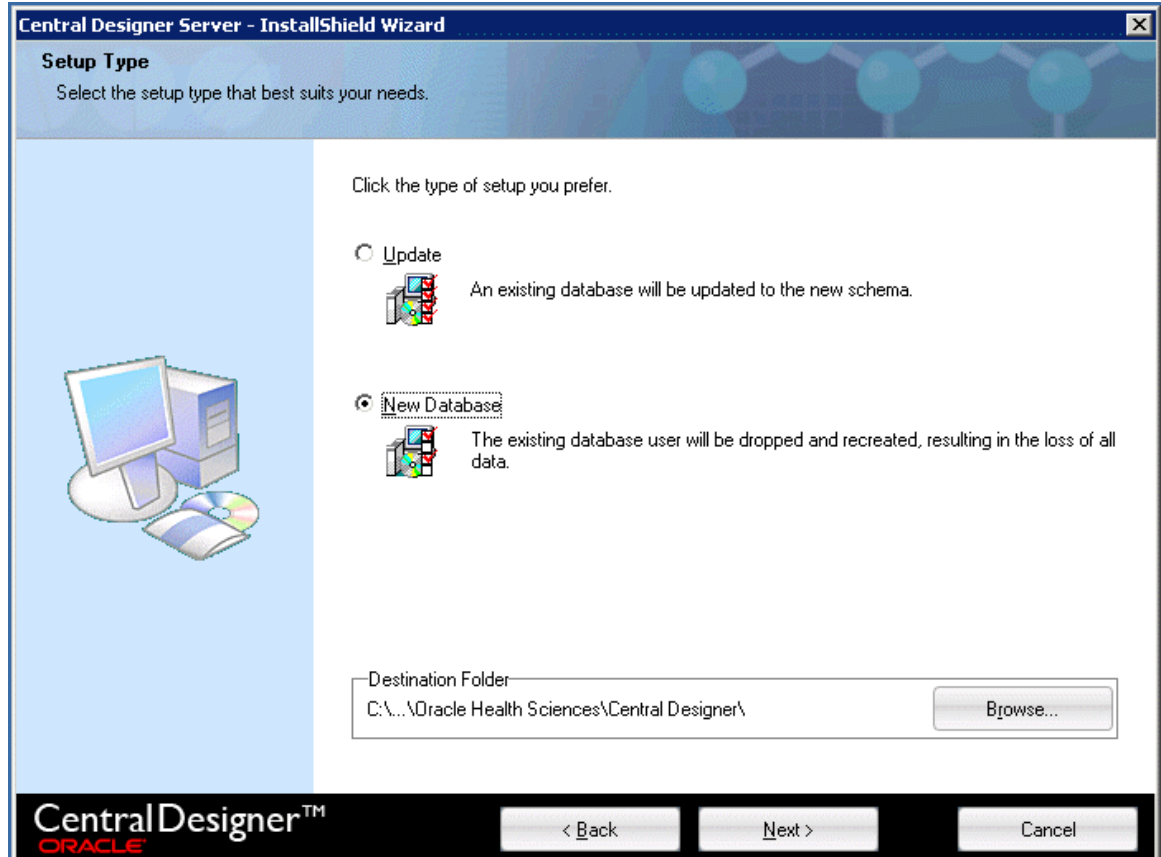 Central Designer Server - InstallShield Wizard
Setup Type
Select the setup type that best suits your needs.
Click the type of setup you prefer.
Update
An existing database will be updated to the new schema.
New Database
The existing database user will be dropped and recreated, resulting in the loss of all
data.
Destination Folder
C:\...\Oracle Health Sciences\Central Designer\
Browse...
CentralDesigner™
ORACLE
< Back
Next >
Cancel